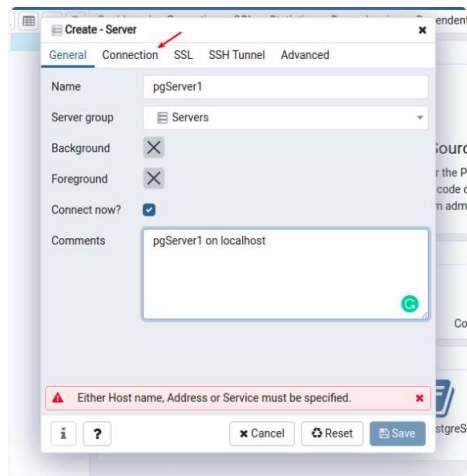 Create - Server
General Connection SSL SSH Tunnel Advanced
Name pgServer1
Server group Servers
Background
Foreground
Connect now?
Comments pgServer1 on localhost
Either Host name, Address or Service must be specified.
i ? Cancel Reset Save